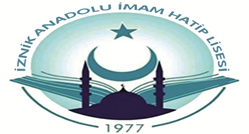 İZNİK ANADOLU İMAM HATİP LİSESİ
1977